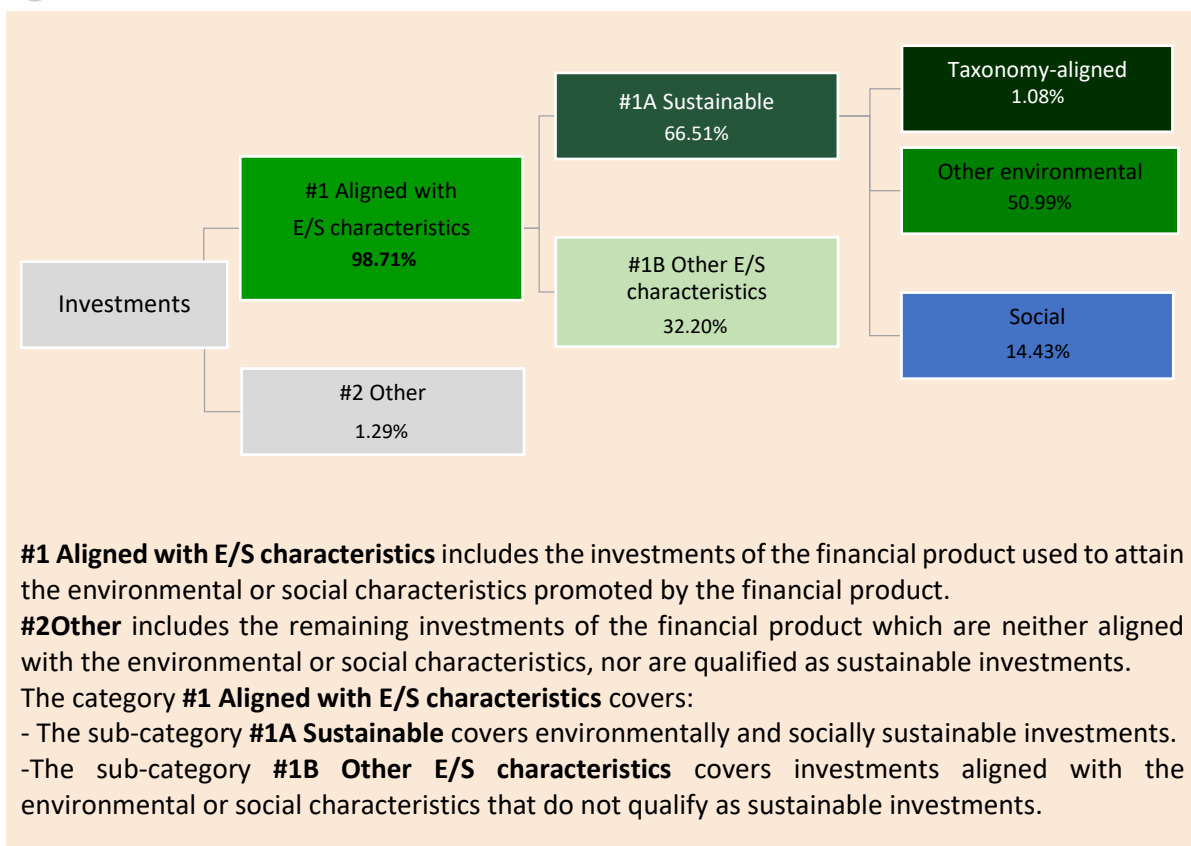 Investments
#1 Aligned with
E/S characteristics
98.71%
#2 Other
1.29%
#1A Sustainable
66.51%
#1B Other E/S
characteristics
32.20%
Taxonomy-aligned
1.08%
Other environmental
50.99%
Social
14.43%
#1 Aligned with E/S characteristics includes the investments of the financial product used to attain
the environmental or social characteristics promoted by the financial product.
#2Other includes the remaining investments of the financial product which are neither aligned
with the environmental or social characteristics, nor are qualified as sustainable investments.
The category #1 Aligned with E/S characteristics covers:
- The sub-category #1A Sustainable covers environmentally and socially sustainable investments.
-The sub-category #1B Other E/S characteristics covers investments aligned with the
environmental or social characteristics that do not qualify as sustainable investments.